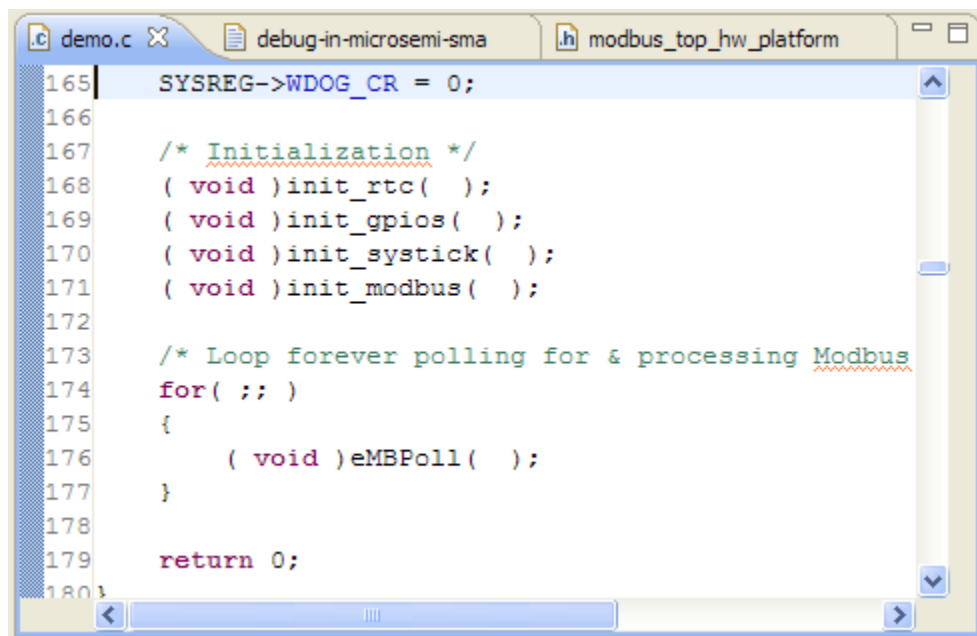 .c demo.c debug-in-microsemi-sma .h modbus_top_hw_platform
165 SYSREG->WDOG_CR = 0;
166
167 /* Initialization */
168 ( void )init_rtc(  );
169 ( void )init_gpios(  );
170 ( void )init_systick(  );
171 ( void )init_modbus(  );
172
173 /* Loop forever polling for & processing Modbus
174 for( ;; )
175 {
176 ( void )eMBPoll(  );
177 }
178
179 return 0;
180 }